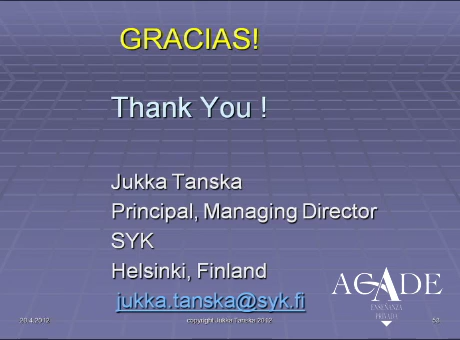 GRACIAS!
Thank You !
Jukka Tanska
Principal, Managing Director
SYK
Helsinki, Finland
jukka.tanska@syk.fi
ACADE
ENSEÑANZA
PRIVADA
20.4.2012
copyright Jukka Tanska 2012